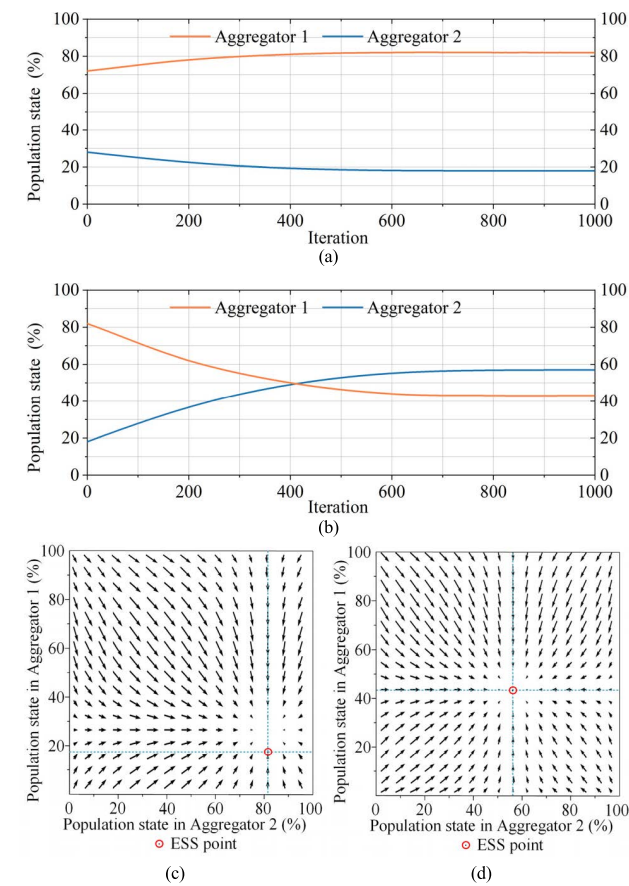 100 100
Aggregator 1 Aggregator 2
80 80
60 60
40 40
20 20
0 0
0 200 400 600 800 1000
Population state (%)
Iteration
(a)
100 100
Aggregator 1 Aggregator 2
80 80
60 60
40 40
20 20
0 0
0 200 400 600 800 1000
Population state (%)
Iteration
(b)
100
80
60
40
20
0 20 40 60 80 100
Population state in Aggregator 1 (%)
Population state in Aggregator 2 (%)
ESS point
(c)
100
80
60
40
20
0 20 40 60 80 100
Population state in Aggregator 1 (%)
Population state in Aggregator 2 (%)
ESS point
(d)